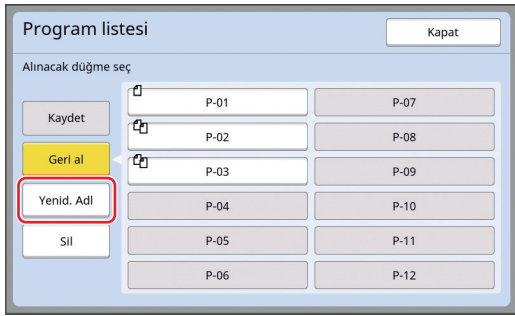 Program listesi
Kapat
Alınacak düğme seç
Kaydet
Geri al
Yenid. Adl
Sil
P-01
P-07
P-02
P-08
P-03
P-09
P-04
P-10
P-05
P-11
P-06
P-12